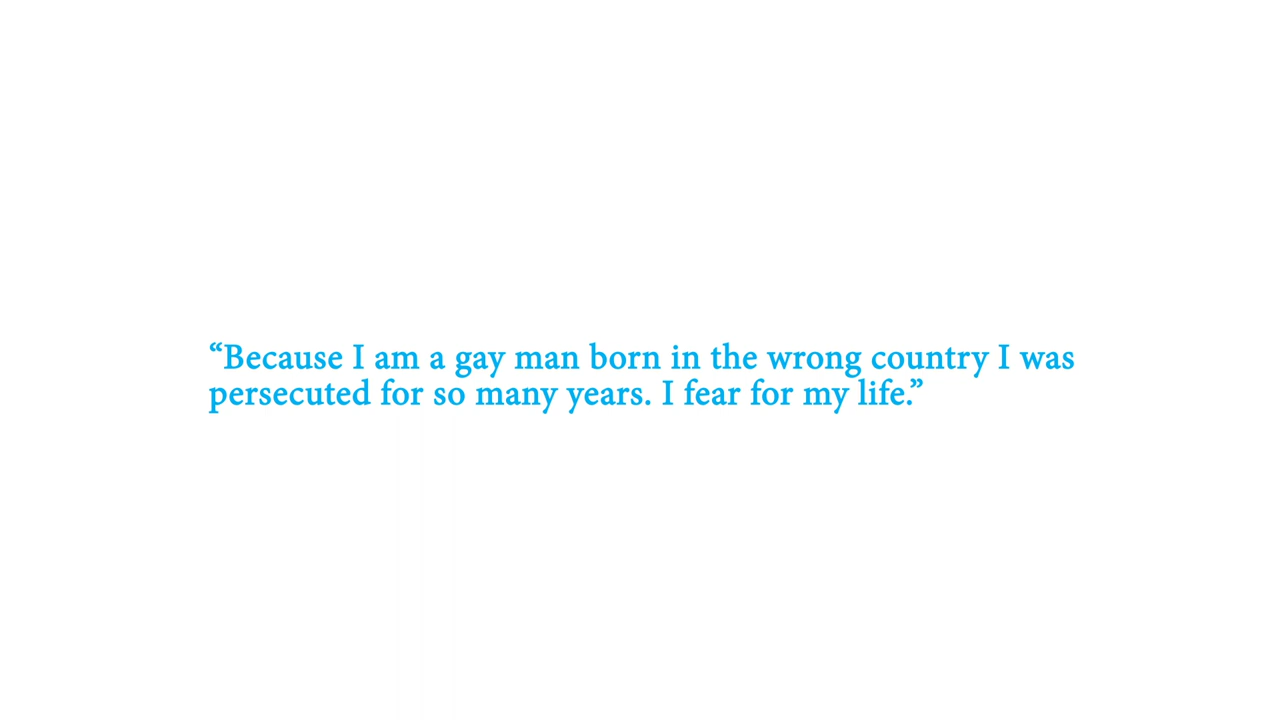 “Because I am a gay man born in the wrong country I was
persecuted for so many years. I fear for my life.”